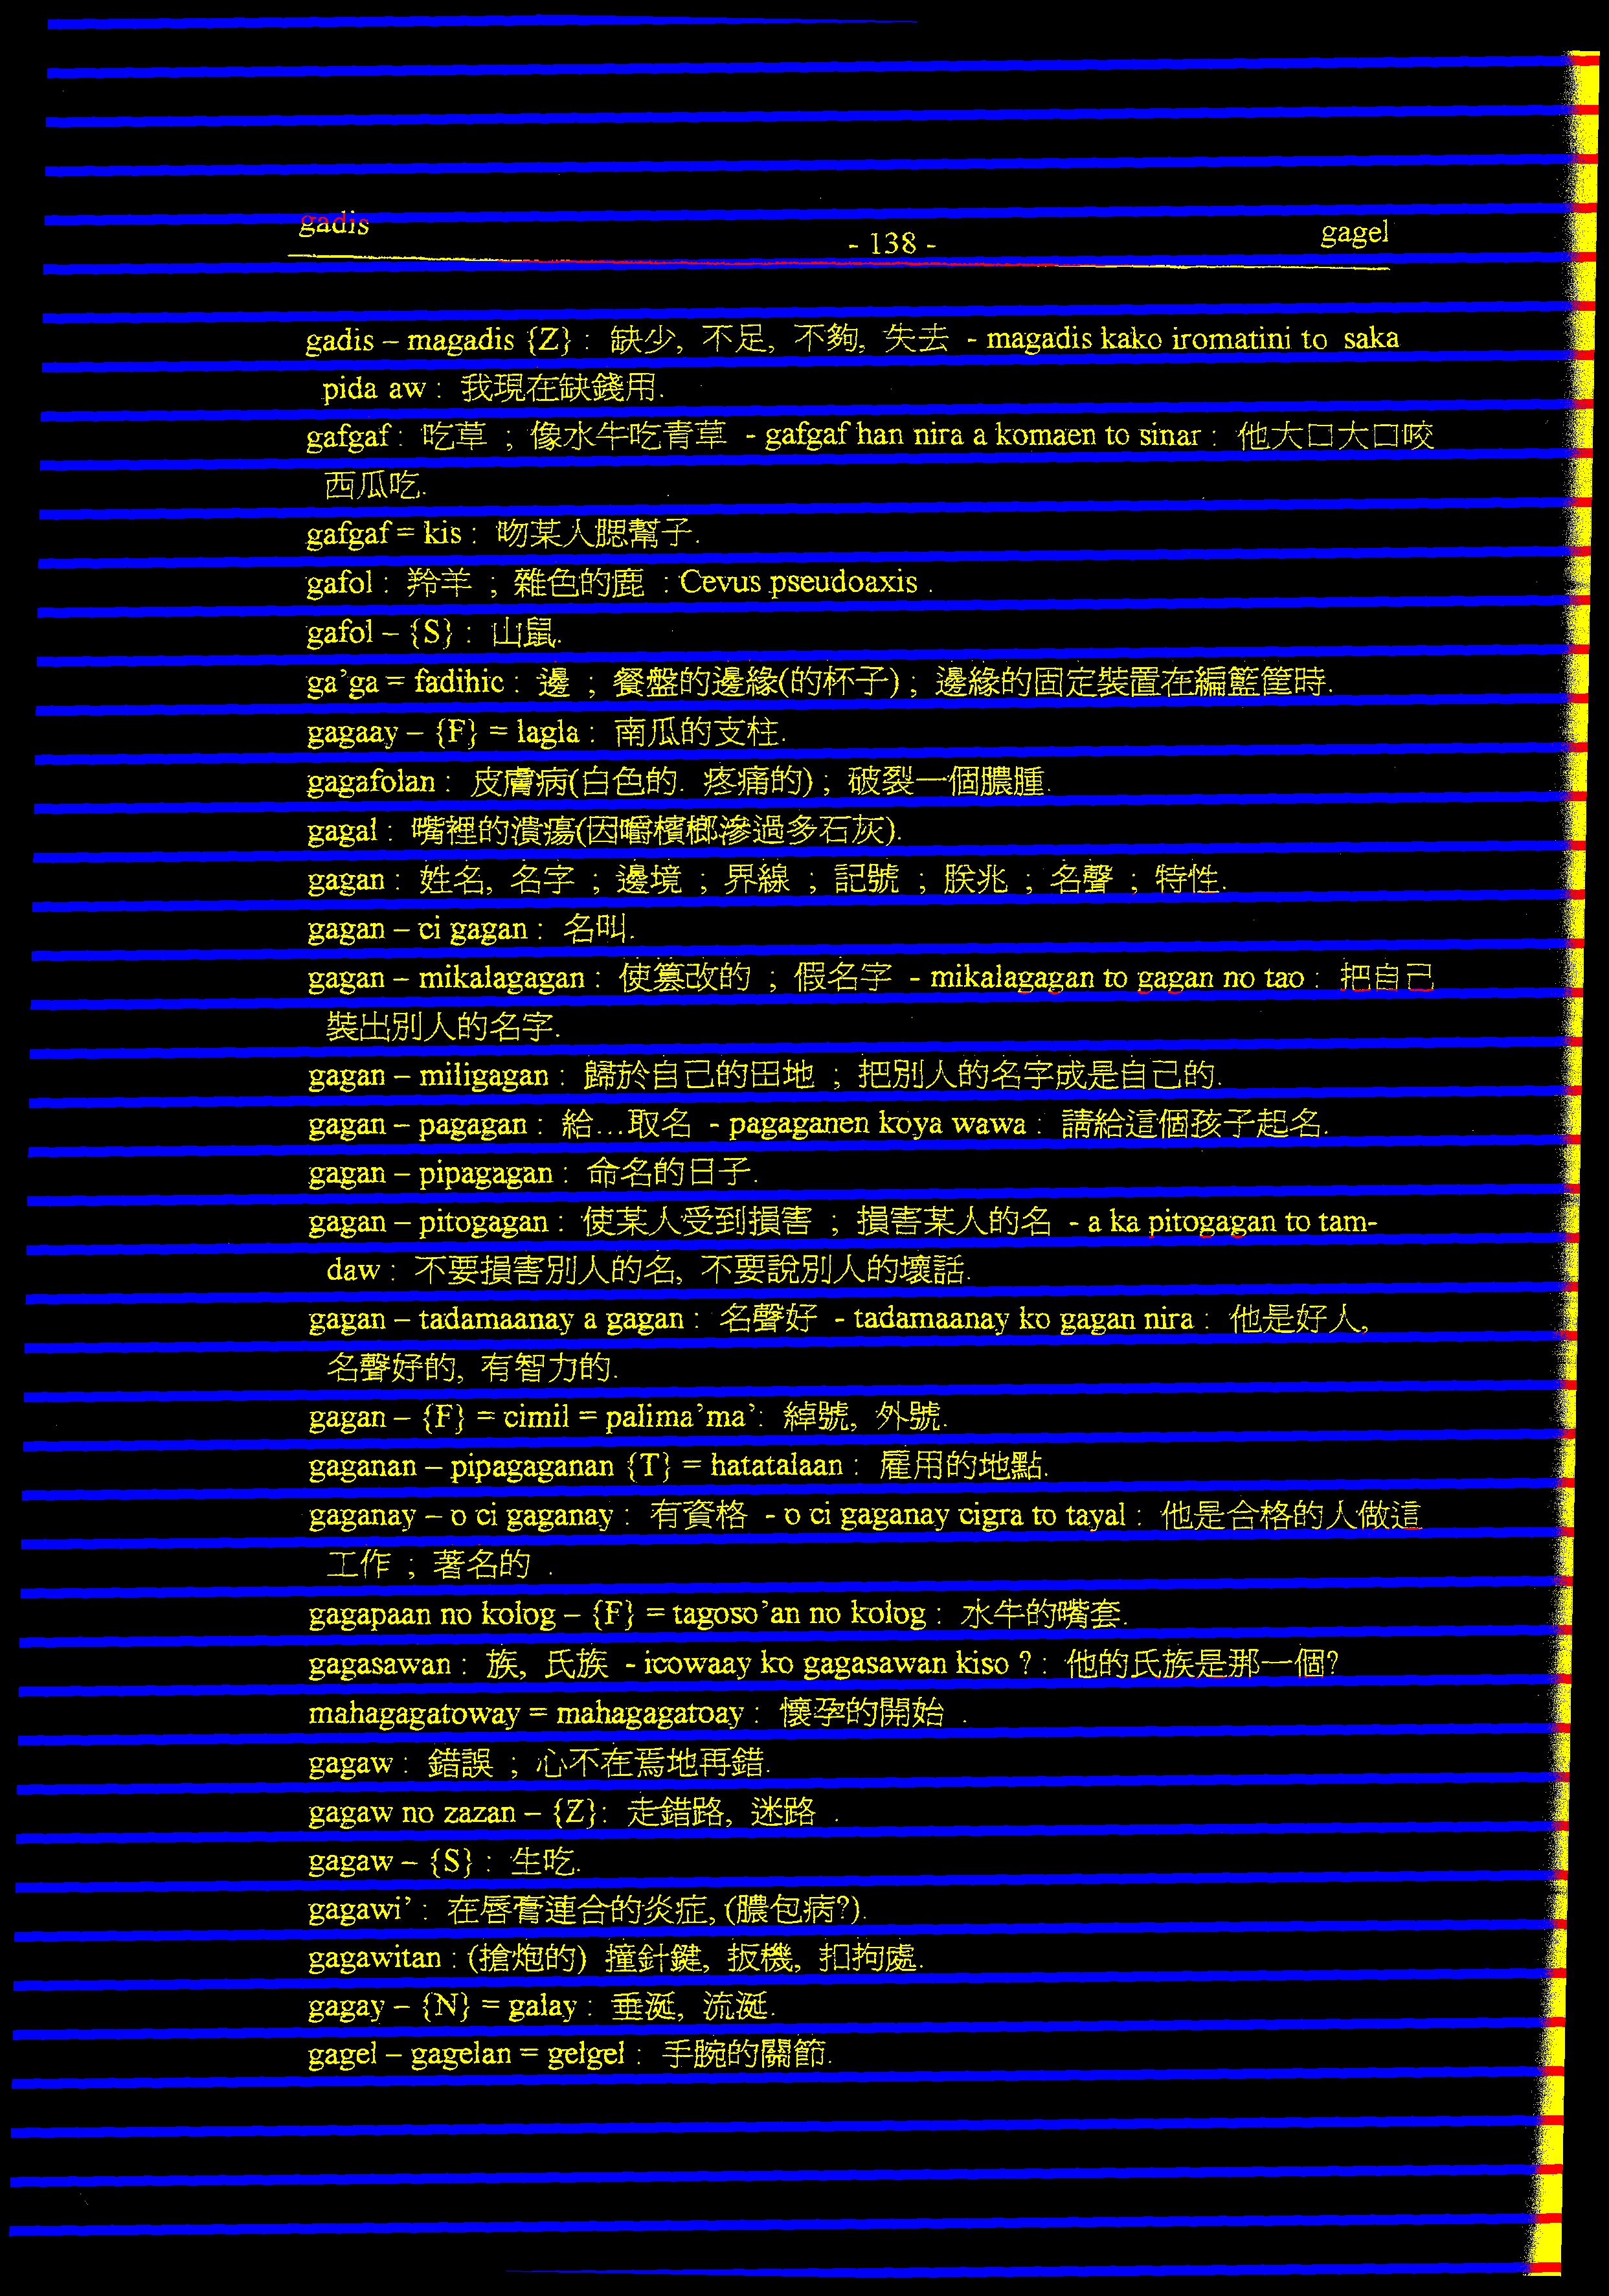 gadis
- 138 -
gagel
gadis – magadis {Z} : 缺少, 不足, 不夠, 失去 - magadis kako iromatini to saka
pida aw : 我現在缺錢用.
gafgaf : 吃草 ; 像水牛吃青草 - gafgaf han nira a komaen to sinar : 他大口大口咬
西瓜吃.
gafgaf = kis : 吻某人腮幫子.
gafol : 羚羊 ; 雜色的鹿 : Cevus pseudoaxis .
gafol – {S} : 山鼠.
ga’ga = fadihic : 邊 ; 餐盤的邊緣(的杯子) ; 邊緣的固定裝置在編籃筐時.
gagaay – {F} = lagla : 南瓜的支柱.
gagafolan : 皮膚病(白色的. 疼痛的) ; 破裂一個膿腫.
gagal : 嘴裡的潰瘍(因嚼檳榔滲過多石灰).
gagan : 姓名, 名字 ; 邊境 ; 界線 ; 記號 ; 朕兆 ; 名聲 ; 特性.
gagan – ci gagan : 名叫.
gagan – mikalagagan : 使篡改的 ; 假名字 - mikalagagan to gagan no tao : 把自己
裝出別人的名字.
gagan – miligagan : 歸於自己的田地 ; 把別人的名字成是自己的.
gagan – pagagan : 給…取名 - pagaganen koya wawa : 請給這個孩子起名.
gagan – pipagagan : 命名的日子.
gagan – pitogagan : 使某人受到損害 ; 損害某人的名 - a ka pitogagan to tam-
daw : 不要損害別人的名, 不要說別人的壞話.
gagan – tadamaanay a gagan : 名聲好 - tadamaanay ko gagan nira : 他是好人,
名聲好的, 有智力的.
gagan – {F} = cimil = palima’ma’: 綽號, 外號.
gaganan – pipagaganan {T} = hatatalaan : 雇用的地點.
gaganay – o ci gaganay : 有資格 - o ci gaganay cigra to tayal : 他是合格的人做這
工作 ; 著名的 .
gagapaan no kolog – {F} = tagoso’an no kolog : 水牛的嘴套.
gagasawan : 族, 氏族 - icowaay ko gagasawan kiso ? : 他的氏族是那一個?
mahagagatoway = mahagagatoay : 懷孕的開始 .
gagaw : 錯誤 ; 心不在焉地再錯.
gagaw no zazan – {Z}: 走錯路, 迷路 .
gagaw – {S} : 生吃.
gagawi’ : 在唇膏連合的炎症, (膿包病?).
gagawitan : (搶炮的) 撞針鍵, 扳機, 扣拘處.
gagay – {N} = galay : 垂涎, 流涎.
gagel – gagelan = gelgel : 手腕的關節.